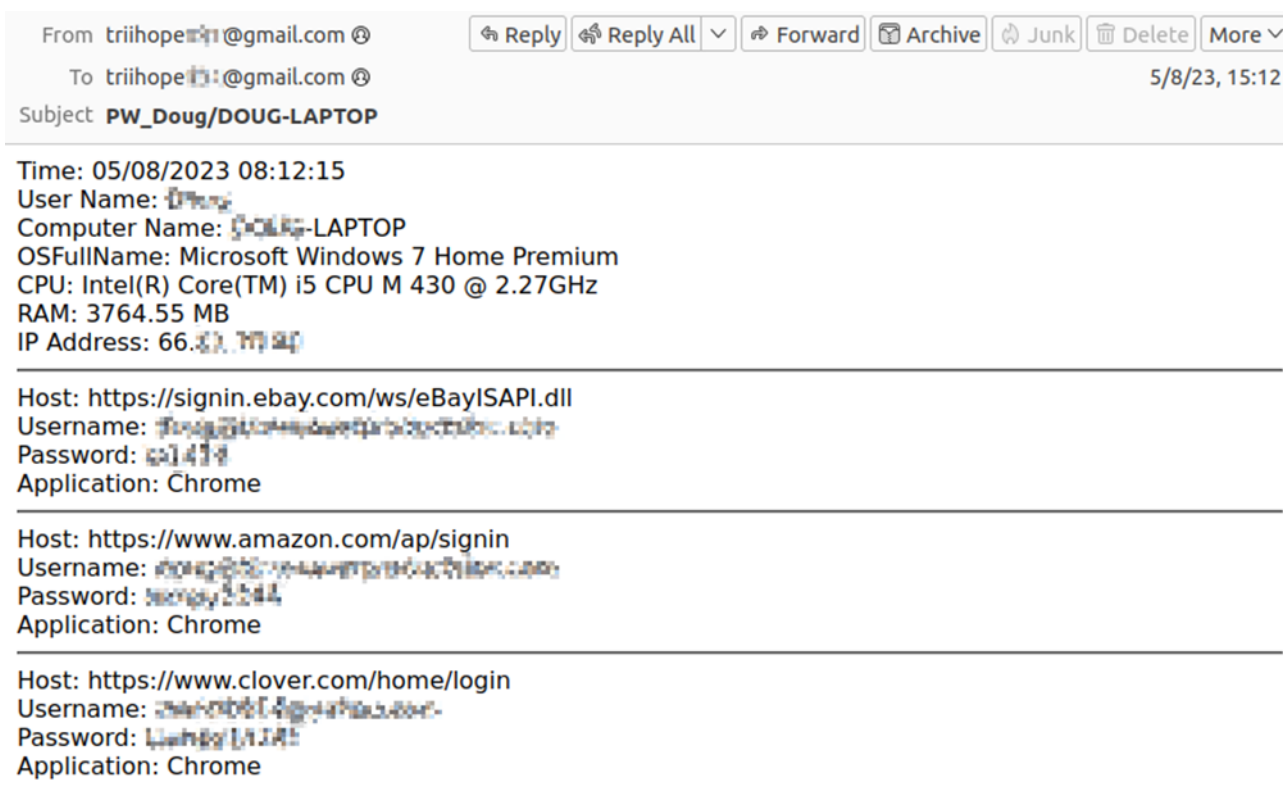 From triihope @gmail.com Reply Reply All Forward Archive Junk Delete More
To triihope @gmail.com 5/8/23, 15:12
Subject PW_Doug/DOUG-LAPTOP
Time: 05/08/2023 08:12:15
User Name:
Computer Name: -LAPTOP
OSFullName: Microsoft Windows 7 Home Premium
CPU: Intel(R) Core(TM) i5 CPU M 430 @ 2.27GHz
RAM: 3764.55 MB
IP Address: 66.
Host: https://signin.ebay.com/ws/eBayISAPI.dll
Username:
Password:
Application: Chrome
Host: https://www.amazon.com/ap/signin
Username:
Password:
Application: Chrome
Host: https://www.clover.com/home/login
Username:
Password:
Application: Chrome